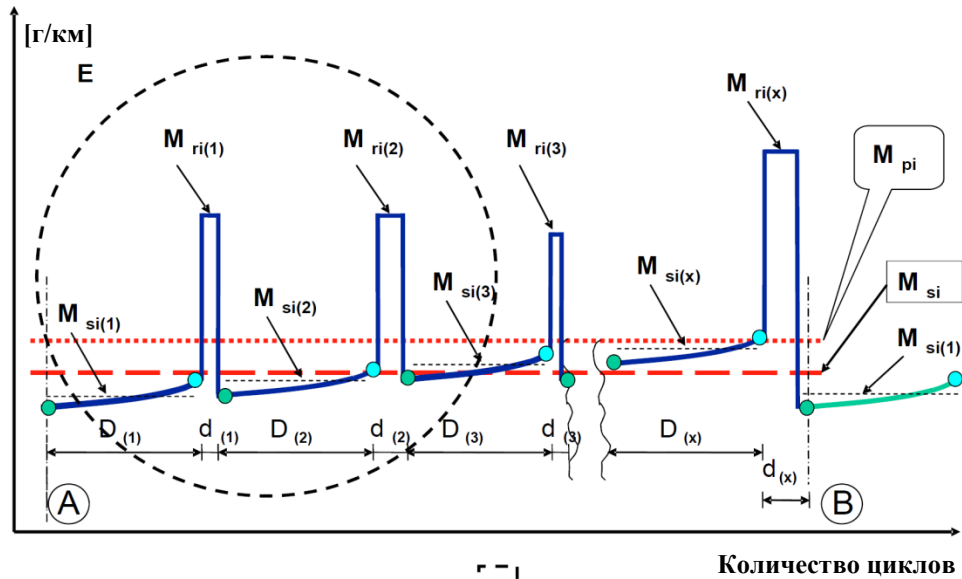 [г/км]
E
M ri(x)
M ri(1)
M ri(2)
M ri(3)
M pi
M si(1)
M si(2)
M si(3)
M si(x)
M si
M si(1)
D (1) d (1) D (2) d (2) D (3) d (3) D (x)
d (x)
A
B
Количество циклов